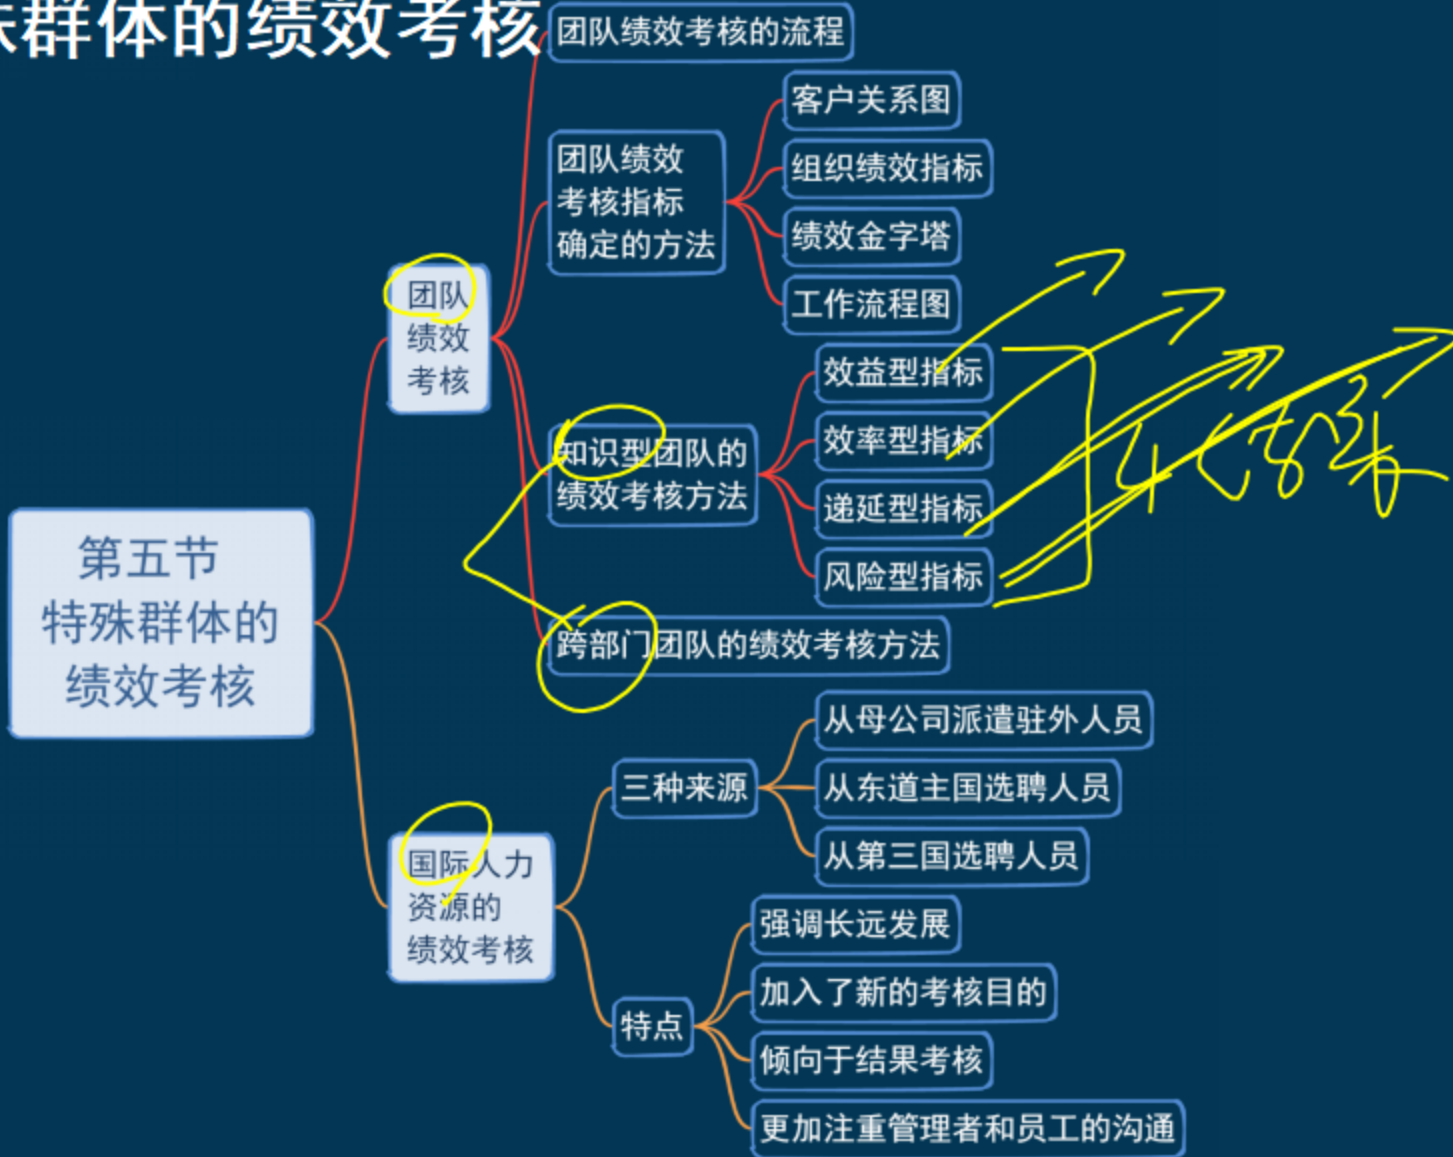 殊群体的绩效考核
团队绩效考核的流程
客户关系图
团队绩效
考核指标
确定的方法
组织绩效指标
绩效金字塔
工作流程图
团队
绩效
考核
效益型指标
知识型团队的
绩效考核方法
效率型指标
递延型指标
风险型指标
第五节
特殊群体的
绩效考核
跨部门团队的绩效考核方法
从母公司派遣驻外人员
三种来源
从东道主国选聘人员
从第三国选聘人员
国际人力
资源的
绩效考核
强调长远发展
加入了新的考核目的
特点
倾向于结果考核
更加注重管理者和员工的沟通